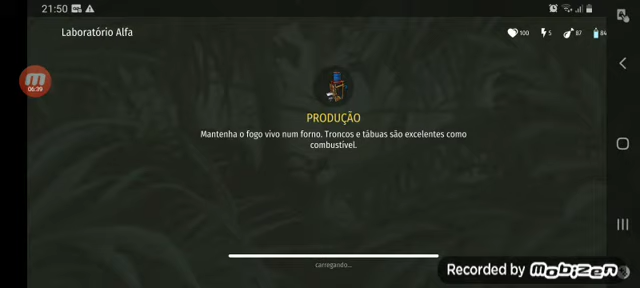 21:50
Laboratório Alfa
100 5 87 84
06:39
PRODUÇÃO
Mantenha o fogo vivo num forno. Troncos e tábuas são excelentes como
combustível.
carregando...
Recorded by mobizen